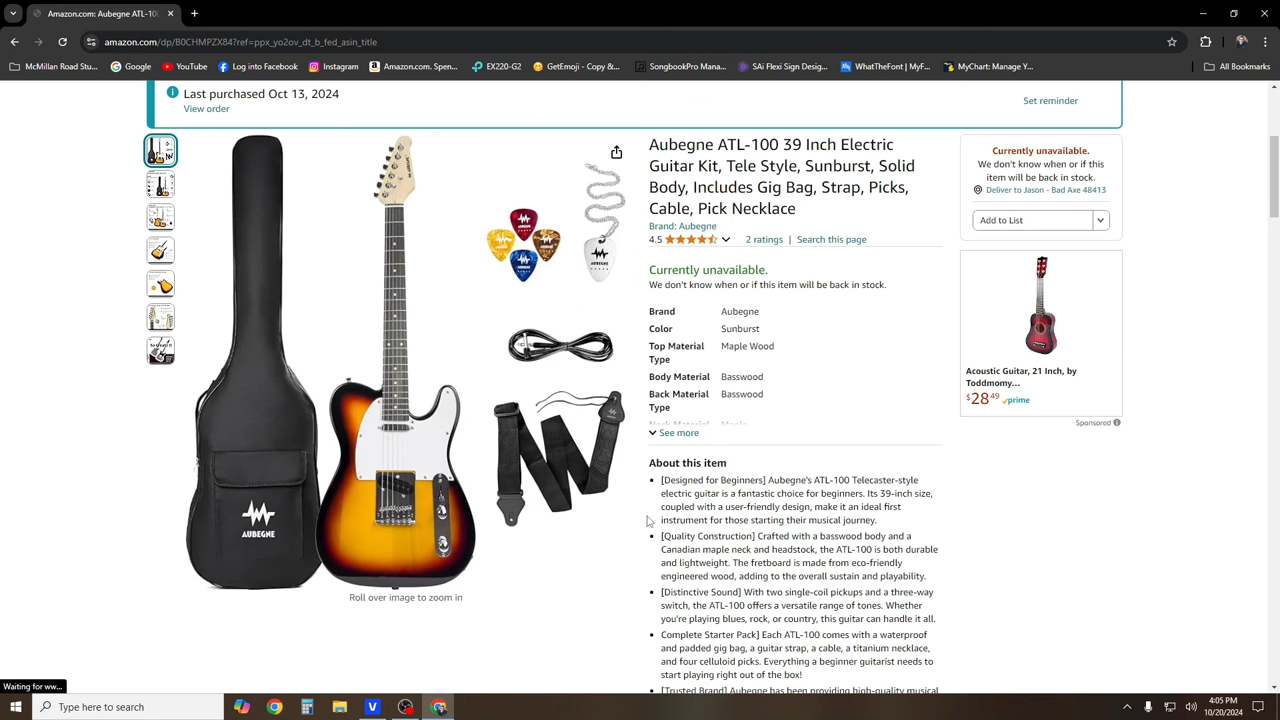 Amazon.com: Aubegne ATL-10
amazon.com/dp/B0CHMPZX84?ref=ppx_yo2ov_dt_b_fed_asin_title
McMillan Road Stu...
Google
YouTube
Log into Facebook
Instagram
Amazon.com. Spen...
EX220-G2
GetEmoji - Copy &...
SongbookPro Mana...
SAi Flexi Sign Desig...
WhatTheFont | MyF...
MyChart: Manage Y...
All Bookmarks
Last purchased Oct 13, 2024
View order
Set reminder
AUBEGNE
AUBEGNE
Roll over image to zoom in
Aubegne ATL-100 39 Inch Electric
Guitar Kit, Tele Style, Sunburst, Solid
Body, Includes Gig Bag, Strap, Picks,
Cable, Pick Necklace
Brand: Aubegne
4.5
2 ratings | Search this page
Currently unavailable.
We don't know when or if this item will be back in stock.
Brand Aubegne
Color Sunburst
Top Material Maple Wood
Type
Body Material Basswood
Back Material Basswood
Type
Neck Material Maple
See more
About this item
[Designed for Beginners] Aubegne's ATL-100 Telecaster-style
electric guitar is a fantastic choice for beginners. Its 39-inch size,
coupled with a user-friendly design, make it an ideal first
instrument for those starting their musical journey.
[Quality Construction] Crafted with a basswood body and a
Canadian maple neck and headstock, the ATL-100 is both durable
and lightweight. The fretboard is made from eco-friendly
engineered wood, adding to the overall sustain and playability.
[Distinctive Sound] With two single-coil pickups and a three-way
switch, the ATL-100 offers a versatile range of tones. Whether
you're playing blues, rock, or country, this guitar can handle it all.
Complete Starter Pack] Each ATL-100 comes with a waterproof
and padded gig bag, a guitar strap, a cable, a titanium necklace,
and four celluloid picks. Everything a beginner guitarist needs to
start playing right out of the box!
[Trusted Brand] Aubegne has been providing high-quality musical
Currently unavailable.
We don't know when or if this
item will be back in stock.
Deliver to Jason - Bad Axe 48413
Add to List
Acoustic Guitar, 21 Inch, by
Toddmomy...
$28.49 prime
Sponsored
Waiting for ww...
Type here to search
4:05 PM
10/20/2024